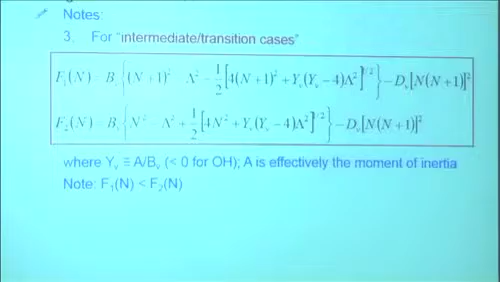 Notes:
3. For "intermediate/transition cases"
F₁(N) = Bᵥ{(N + 1)² - Λ² - 1/2[4(N + 1)² + Yᵥ(Yᵥ - 4)Λ²]^1/2} - Dᵥ[N(N + 1)]²
F₂(N) = Bᵥ{N² - Λ² + 1/2[4N² + Yᵥ(Yᵥ - 4)Λ²]^1/2} - Dᵥ[N(N + 1)]²
where Yᵥ ≡ A/Bᵥ (< 0 for OH); A is effectively the moment of inertia
Note: F₁(N) < F₂(N)